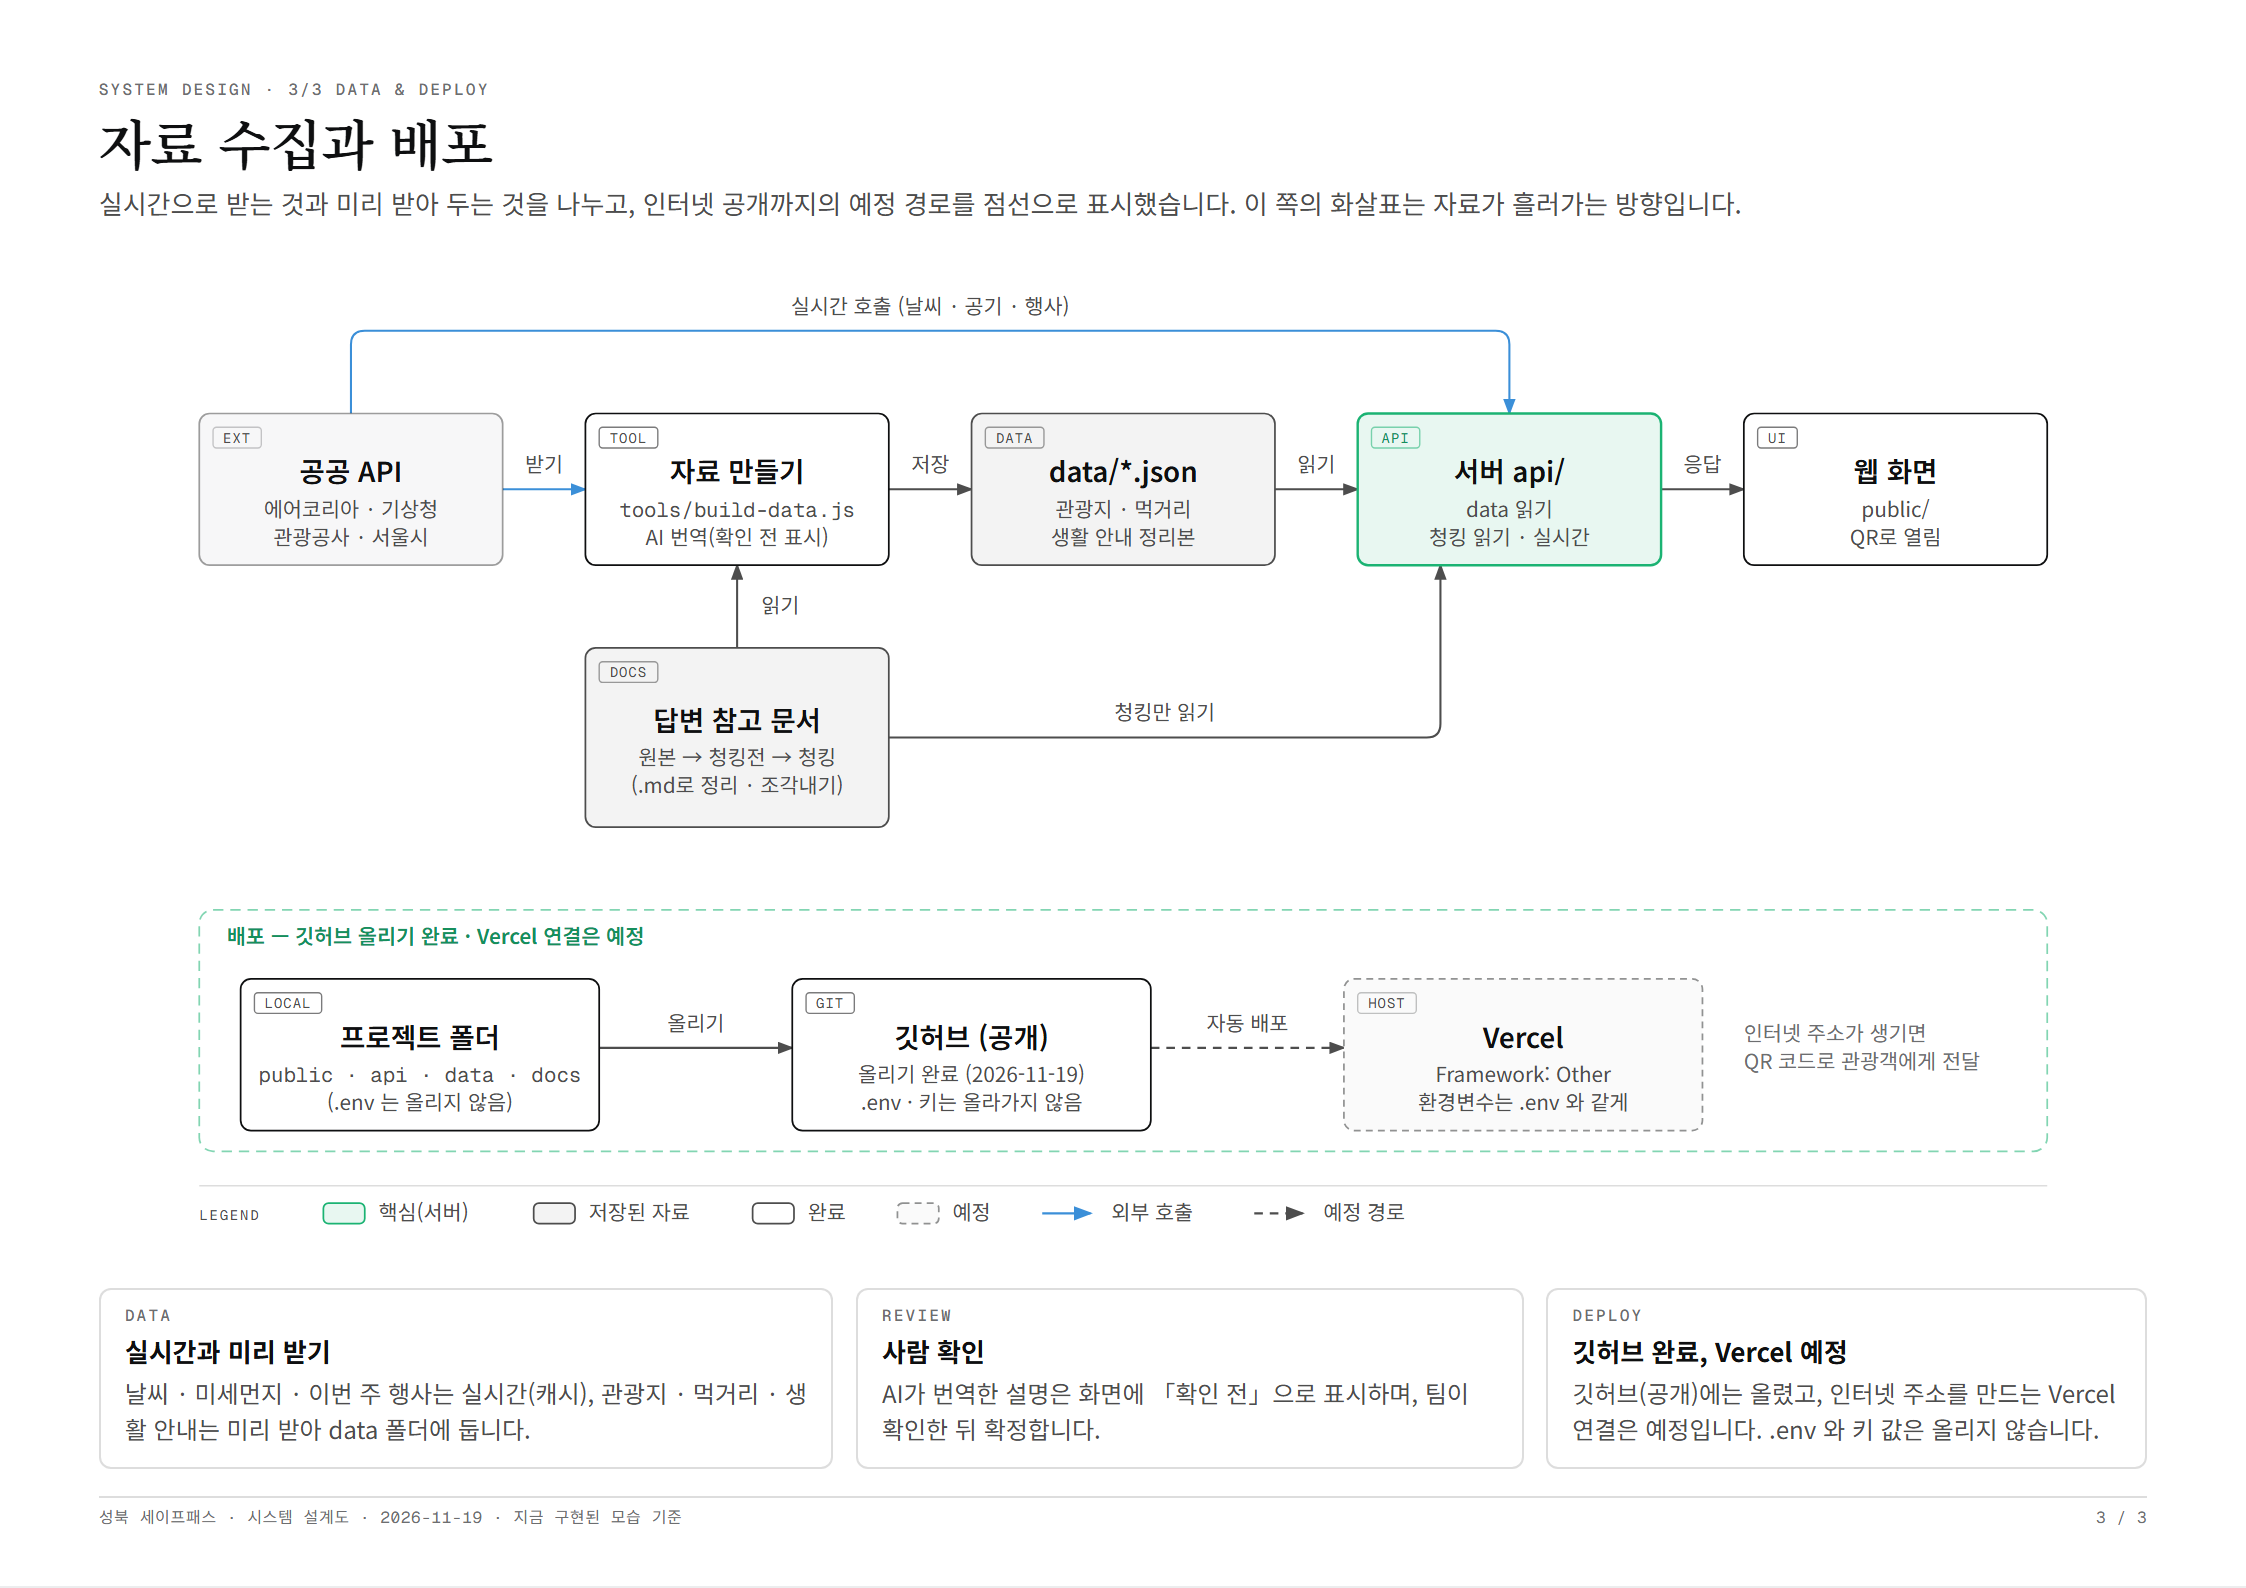 SYSTEM DESIGN · 3/3 DATA & DEPLOY
자료 수집과 배포
실시간으로 받는 것과 미리 받아 두는 것을 나누고, 인터넷 공개까지의 예정 경로를 점선으로 표시했습니다. 이 쪽의 화살표는 자료가 흘러가는 방향입니다.
실시간 호출 (날씨 · 공기 · 행사)
EXT
공공 API
에어코리아 · 기상청
관광공사 · 서울시
받기
TOOL
자료 만들기
tools/build-data.js
AI 번역(확인 전 표시)
저장
DATA
data/*.json
관광지 · 먹거리
생활 안내 정리본
읽기
API
서버 api/
data 읽기
청킹 읽기 · 실시간
응답
UI
웹 화면
public/
QR로 열림
읽기
DOCS
답변 참고 문서
원본 → 청킹전 → 청킹
(.md로 정리 · 조각내기)
청킹만 읽기
배포 — 깃허브 올리기 완료 · Vercel 연결은 예정
LOCAL
프로젝트 폴더
public · api · data · docs
(.env 는 올리지 않음)
올리기
GIT
깃허브 (공개)
올리기 완료 (2026-11-19)
.env · 키는 올라가지 않음
자동 배포
HOST
Vercel
Framework: Other
환경변수는 .env 와 같게
인터넷 주소가 생기면
QR 코드로 관광객에게 전달
LEGEND
핵심(서버)
저장된 자료
완료
예정
외부 호출
예정 경로
DATA
실시간과 미리 받기
날씨 · 미세먼지 · 이번 주 행사는 실시간(캐시), 관광지 · 먹거리 · 생
활 안내는 미리 받아 data 폴더에 둡니다.
REVIEW
사람 확인
AI가 번역한 설명은 화면에 「확인 전」으로 표시하며, 팀이
확인한 뒤 확정합니다.
DEPLOY
깃허브 완료, Vercel 예정
깃허브(공개)에는 올렸고, 인터넷 주소를 만드는 Vercel
연결은 예정입니다. .env 와 키 값은 올리지 않습니다.
성북 세이프패스 · 시스템 설계도 · 2026-11-19 · 지금 구현된 모습 기준
3 / 3